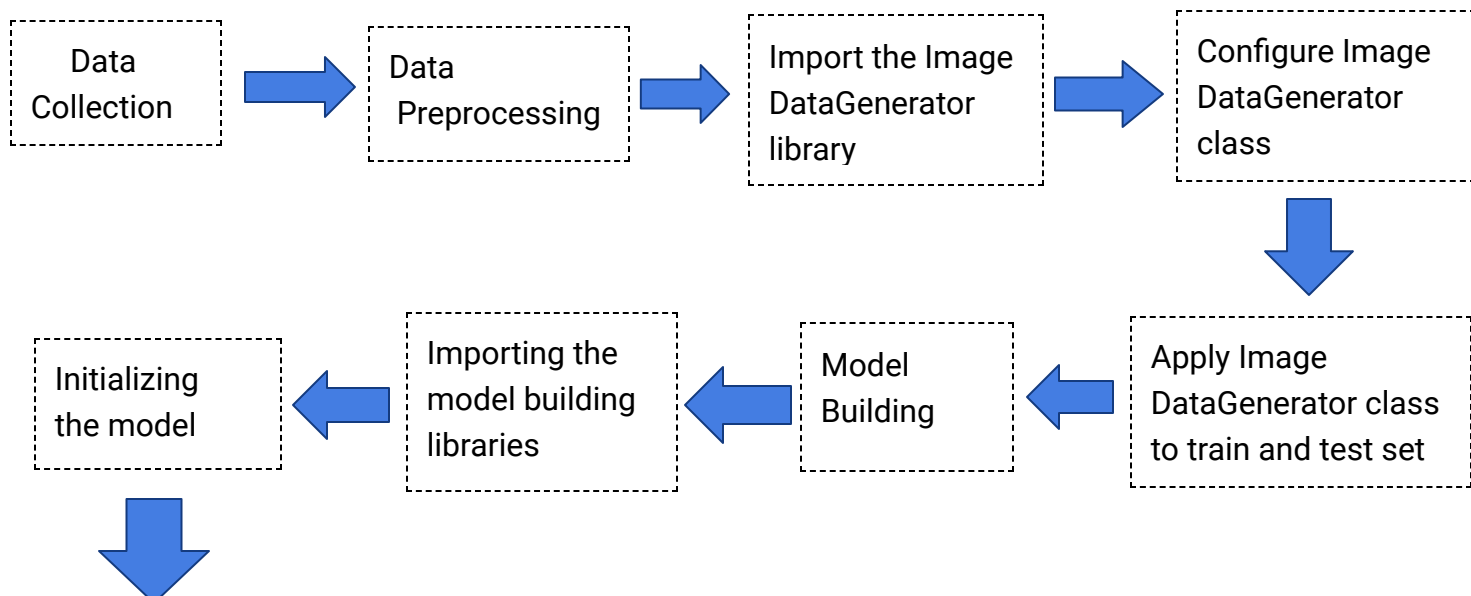 Data
Collection
Data
Preprocessing
Import the Image
DataGenerator
library
Configure Image
DataGenerator
class
Apply Image
DataGenerator class
to train and test set
Model
Building
Importing the
model building
libraries
Initializing
the model